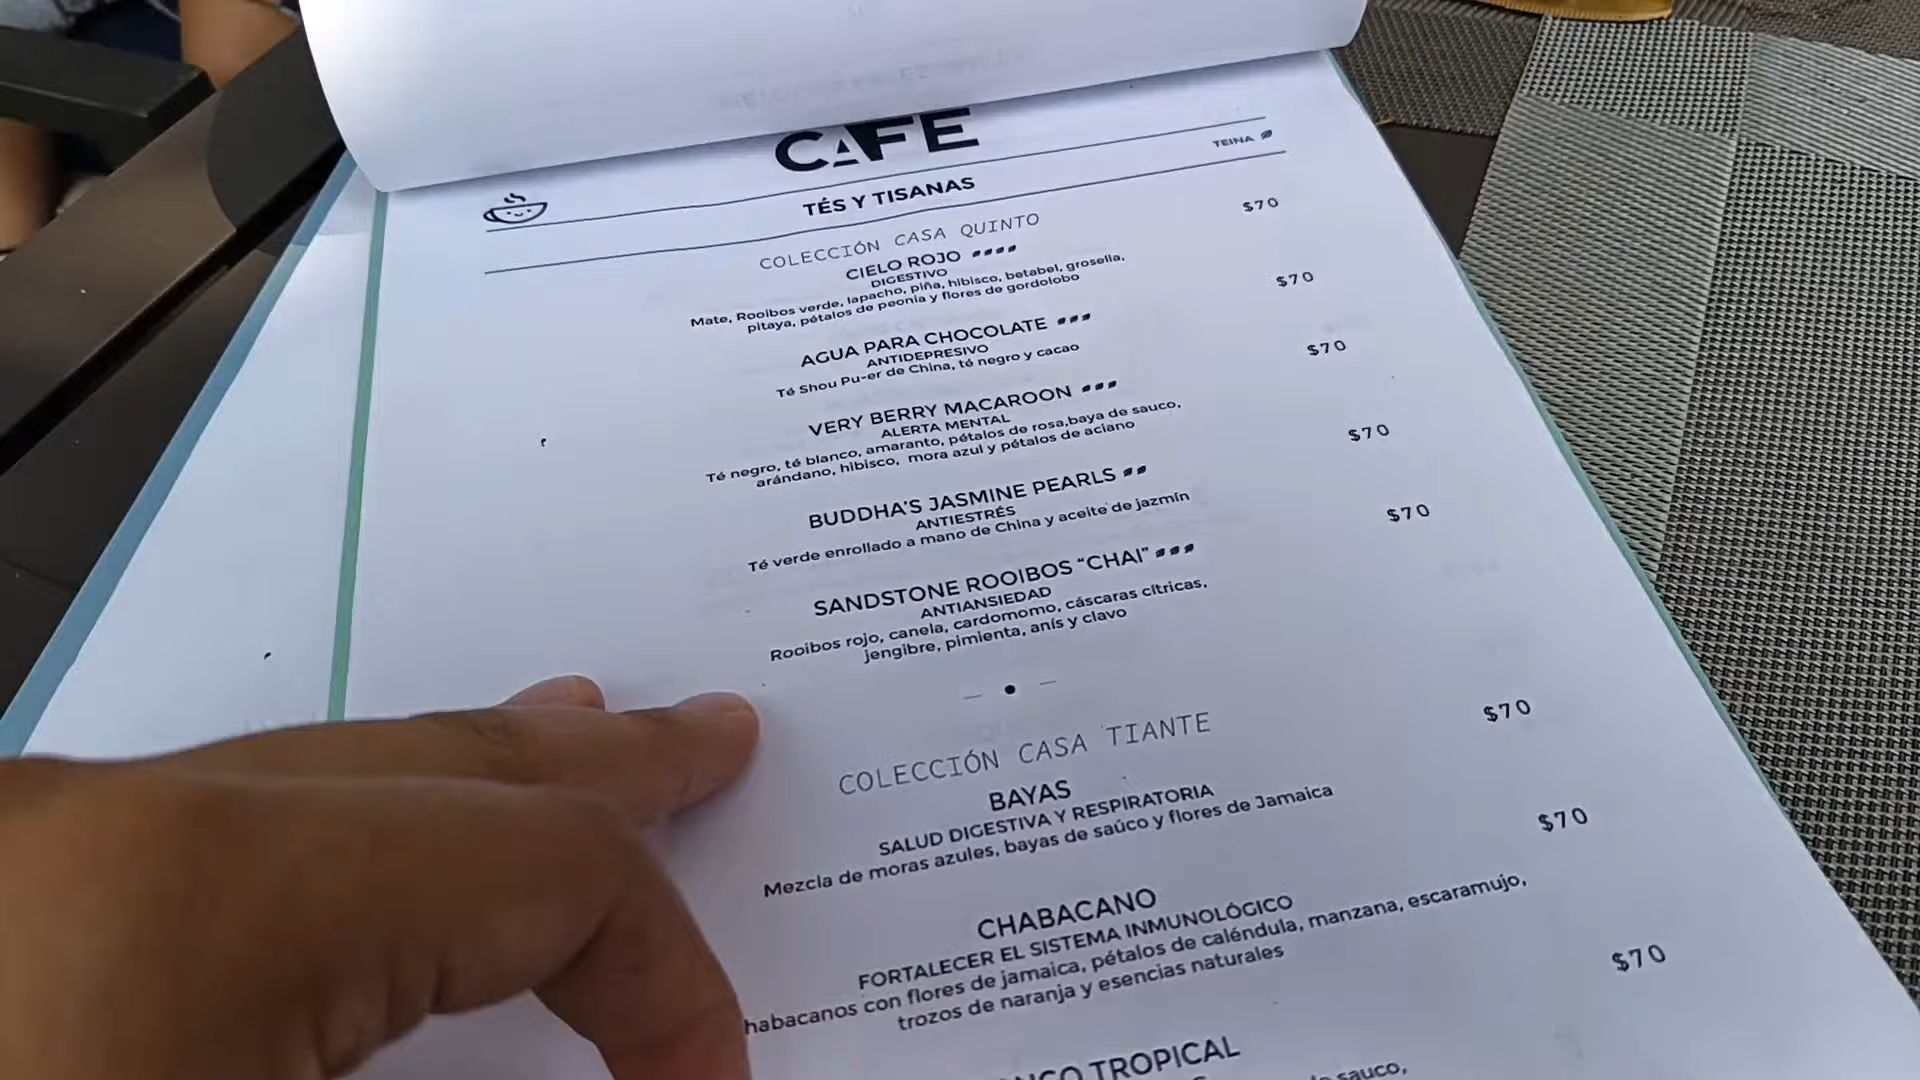 CAFE
TEINA
TÉS Y TISANAS
COLECCIÓN CASA QUINTO
$70
CIELO ROJO
DIGESTIVO
Mate, Rooibos verde, lapacho, piña, hibisco, betabel, grosella,
pitaya, pétalos de peonia y flores de gordolobo
$70
AGUA PARA CHOCOLATE
ANTIDEPRESIVO
Té Shou Pu-er de China, té negro y cacao
$70
VERY BERRY MACAROON
ALERTA MENTAL
Té negro, té blanco, amaranto, pétalos de rosa,baya de sauco,
arándano, hibisco, mora azul y pétalos de aciano
$70
BUDDHA'S JASMINE PEARLS
ANTIESTRÉS
Té verde enrollado a mano de China y aceite de jazmín
$70
SANDSTONE ROOIBOS "CHAI"
ANTIANSIEDAD
Rooibos rojo, canela, cardomomo, cáscaras cítricas,
jengibre, pimienta, anís y clavo
COLECCIÓN CASA TIANTE
$70
BAYAS
SALUD DIGESTIVA Y RESPIRATORIA
Mezcla de moras azules, bayas de saúco y flores de Jamaica
$70
CHABACANO
FORTALECER EL SISTEMA INMUNOLÓGICO
habacanos con flores de jamaica, pétalos de caléndula, manzana, escaramujo,
trozos de naranja y esencias naturales
$70
TROPICAL
sauco,